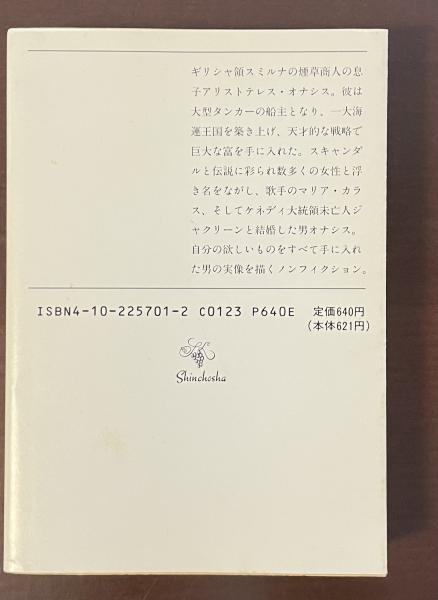 ギリシャ領スミルナの煙草商人の息
子アリストテレス・オナシス。彼は
大型タンカーの船主となり、一大海
運王国を築き上げ、天才的な戦略で
巨大な富を手に入れた。スキャンダ
ルと伝説に彩られ数多くの女性と浮
き名をながし、歌手のマリア・カラ
ス、そしてケネディ大統領未亡人ジ
ャクリーンと結婚した男オナシス。
自分の欲しいものをすべて手に入れ
た男の実像を描くノンフィクション。
ISBN4-10-225701-2 C0123 P640E 定価640円
(本体621円)
Shinchosha